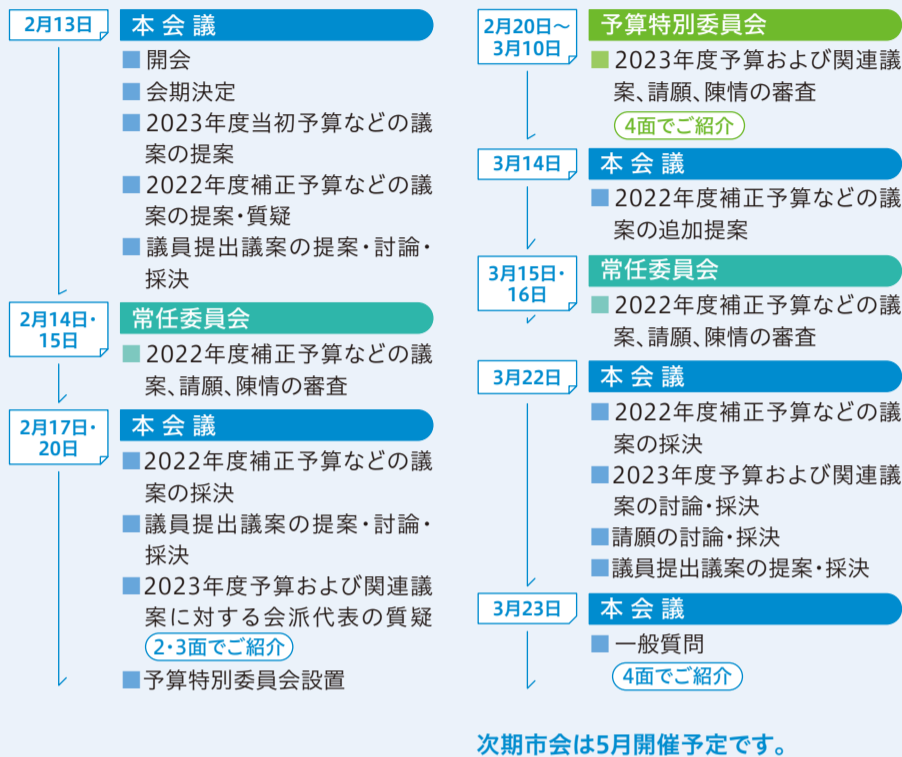 2月13日
本会議
■開会
■会期決定
■2023年度当初予算などの議
案の提案
■2022年度補正予算などの議
案の提案・質疑
■議員提出議案の提案・討論・
採決
2月14日・
15日
常任委員会
■2022年度補正予算などの議
案、請願、陳情の審査
2月17日・
20日
本会議
■2022年度補正予算などの議
案の採決
■議員提出議案の提案・討論・
採決
■2023年度予算および関連議
案に対する会派代表の質疑
2・3面でご紹介
■予算特別委員会設置
2月20日～
3月10日
予算特別委員会
■2023年度予算および関連議
案、請願、陳情の審査
4面でご紹介
3月14日
本会議
■2022年度補正予算などの議
案の追加提案
3月15日・
16日
常任委員会
■2022年度補正予算などの議
案、請願、陳情の審査
3月22日
本会議
■2022年度補正予算などの議
案の採決
■2023年度予算および関連議
案の討論・採決
■請願の討論・採決
■議員提出議案の提案・採決
3月23日
本会議
■一般質問
4面でご紹介
次期市会は5月開催予定です。